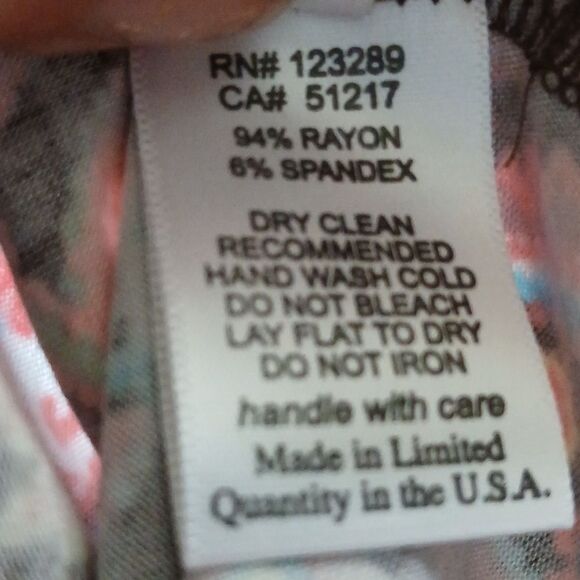 RN# 123289
CA# 51217
94% RAYON
6% SPANDEX
DRY CLEAN
RECOMMENDED
HAND WASH COLD
DO NOT BLEACH
LAY FLAT TO DRY
DO NOT IRON
handle with care
Made in Limited
Quantity in the U.S.A.